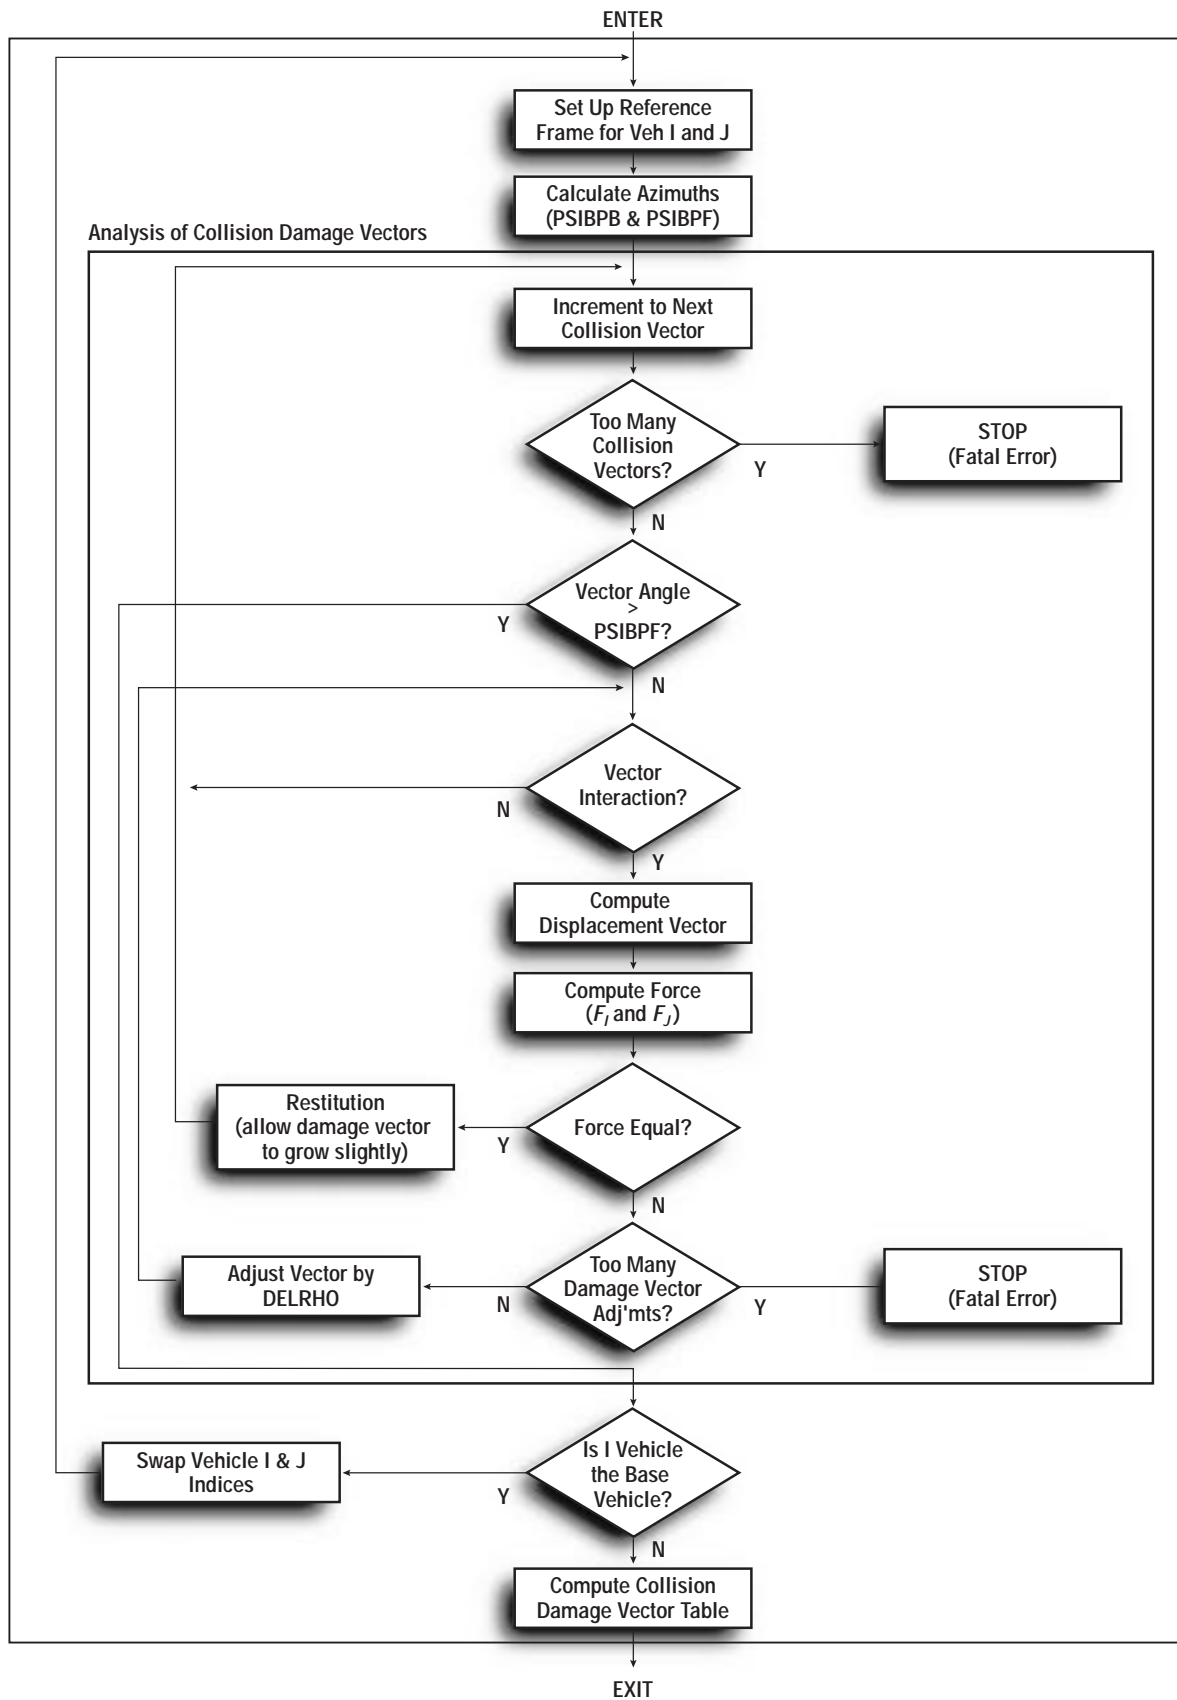 ENTER
Set Up Reference
Frame for Veh I and J
Calculate Azimuths
(PSIBPB & PSIBPF)
Analysis of Collision Damage Vectors
Increment to Next
Collision Vector
Too Many
Collision
Vectors?
Y
STOP
(Fatal Error)
N
Vector Angle
>
PSIBPF?
Y
N
Vector
Interaction?
N
Y
Compute
Displacement Vector
Compute Force
(F_I and F_J)
Restitution
(allow damage vector
to grow slightly)
Force Equal?
Y
N
Adjust Vector by
DELRHO
Too Many
Damage Vector
Adj'mts?
N
Y
STOP
(Fatal Error)
Swap Vehicle I & J
Indices
Is I Vehicle
the Base
Vehicle?
Y
N
Compute Collision
Damage Vector Table
EXIT